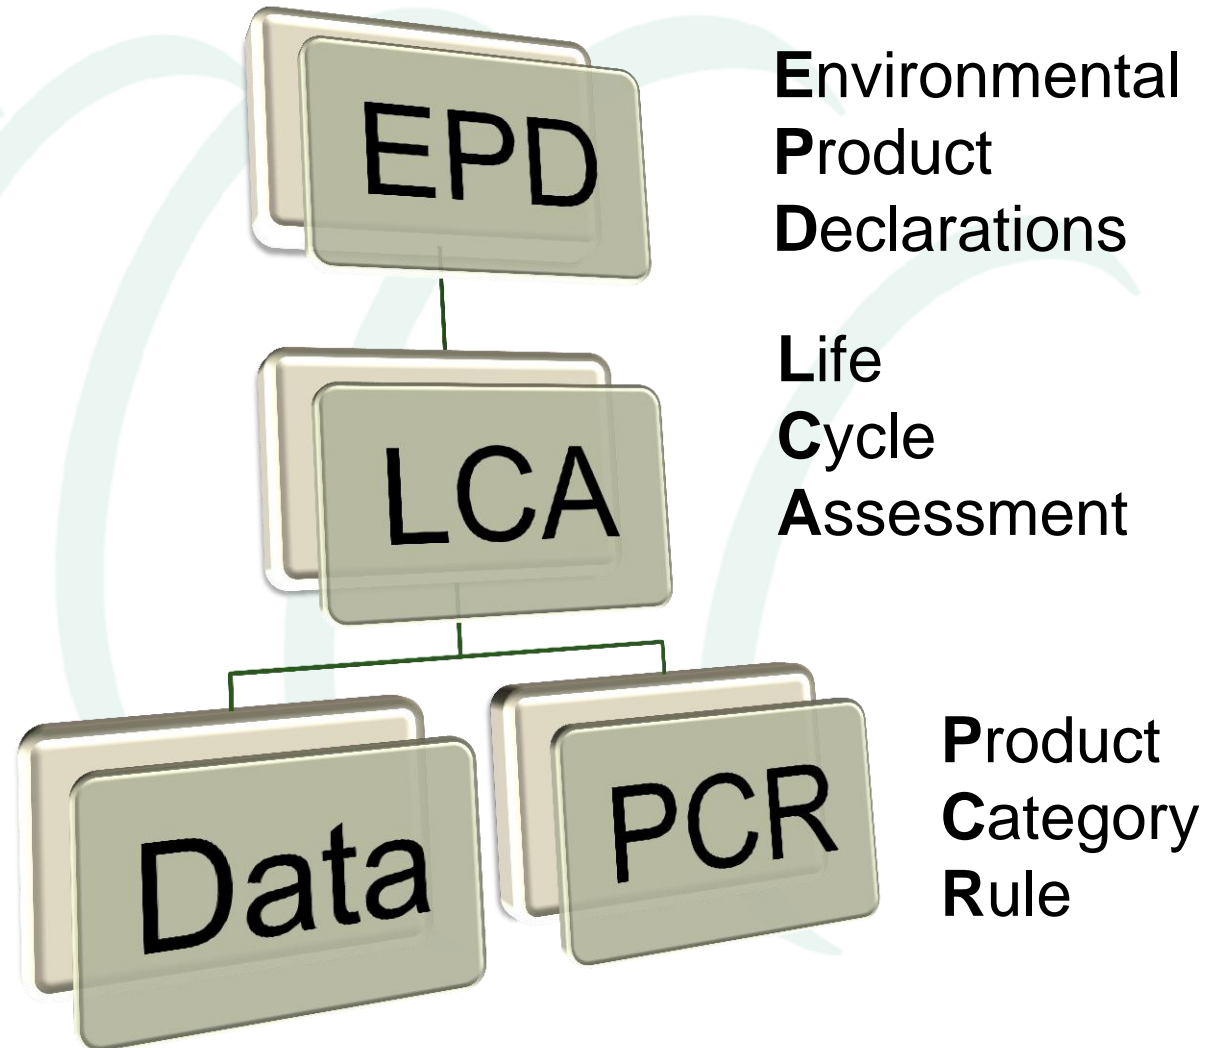 EPD
Environmental
Product
Declarations
LCA
Life
Cycle
Assessment
Data
PCR
Product
Category
Rule